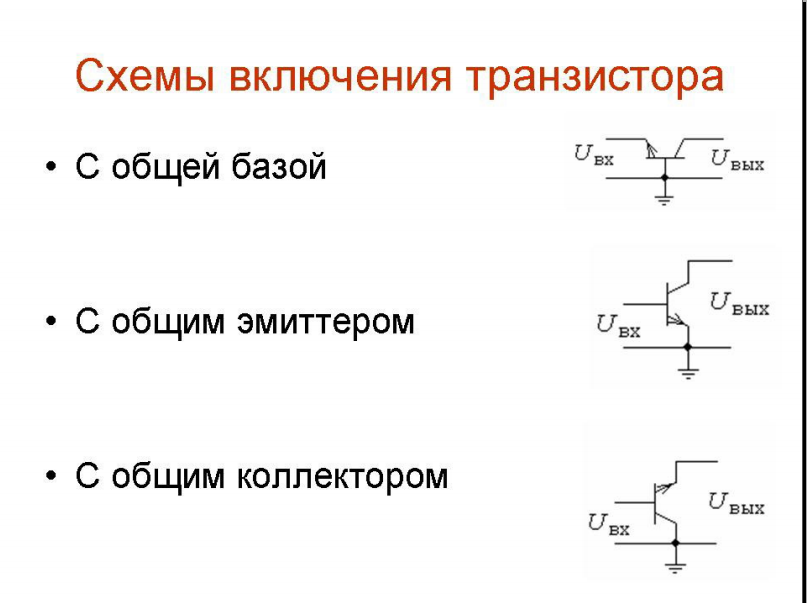 Схемы включения транзистора
• С общей базой
U вх U вых
• С общим эмиттером
U вых
U вх
• С общим коллектором
U вых
U вх